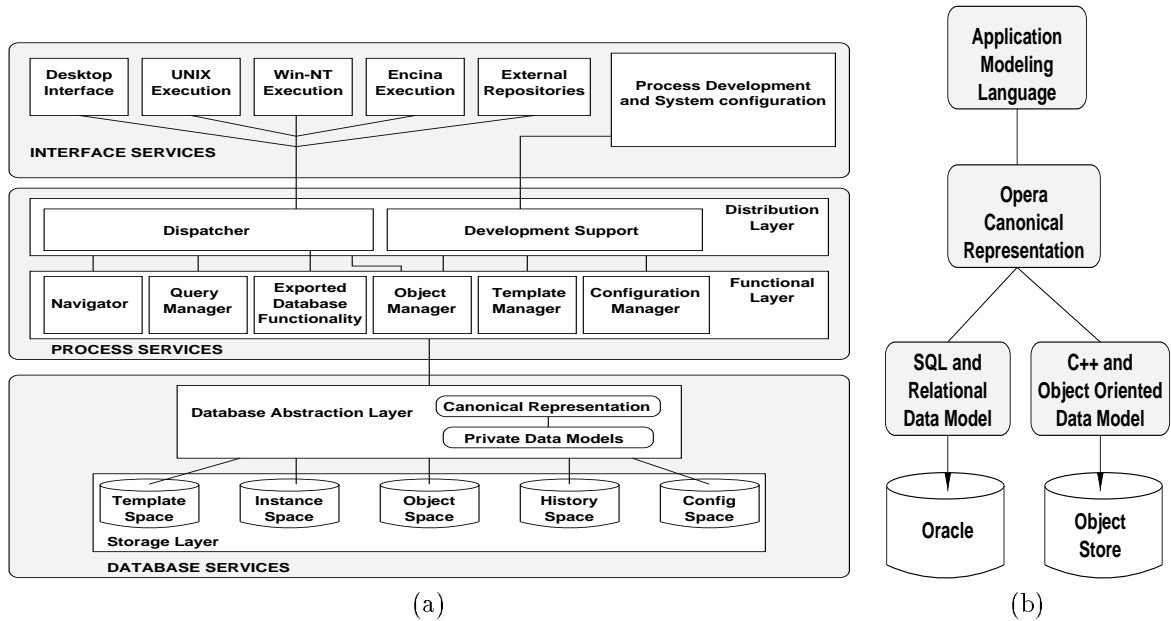 Desktop
Interface
UNIX
Execution
Win-NT
Execution
Encina
Execution
External
Repositories
Process Development
and System configuration
INTERFACE SERVICES
Distribution
Layer
Dispatcher
Development Support
Navigator
Query
Manager
Exported
Database
Functionality
Object
Manager
Template
Manager
Configuration
Manager
Functional
Layer
PROCESS SERVICES
Database Abstraction Layer
Canonical Representation
Private Data Models
Template
Space
Instance
Space
Object
Space
History
Space
Config
Space
Storage Layer
DATABASE SERVICES
(a)
Application
Modeling
Language
Opera
Canonical
Representation
SQL and
Relational
Data Model
C++ and
Object Oriented
Data Model
Oracle
Object
Store
(b)